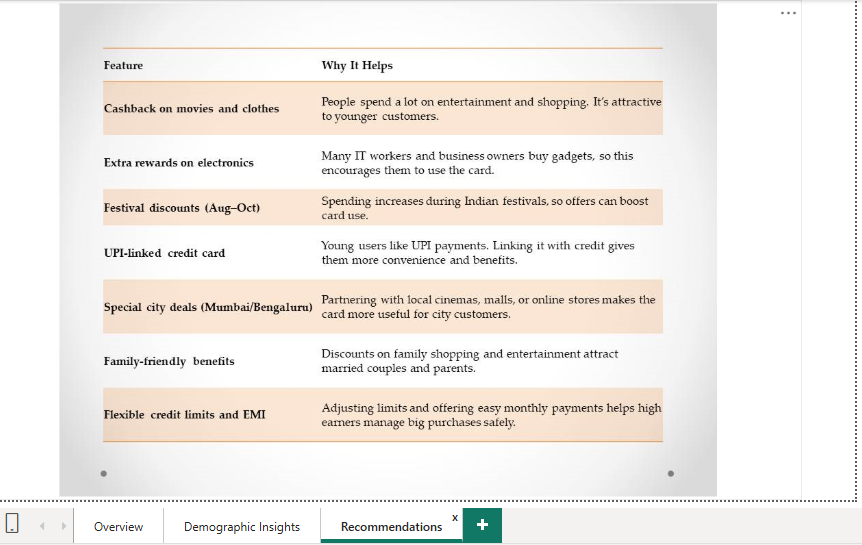 Feature Why It Helps
Cashback on movies and clothes
People spend a lot on entertainment and shopping. It's attractive
to younger customers.
Extra rewards on electronics
Many IT workers and business owners buy gadgets, so this
encourages them to use the card.
Festival discounts (Aug–Oct)
Spending increases during Indian festivals, so offers can boost
card use.
UPI-linked credit card
Young users like UPI payments. Linking it with credit gives
them more convenience and benefits.
Special city deals (Mumbai/Bengaluru)
Partnering with local cinemas, malls, or online stores makes the
card more useful for city customers.
Family-friendly benefits
Discounts on family shopping and entertainment attract
married couples and parents.
Flexible credit limits and EMI
Adjusting limits and offering easy monthly payments helps high
earners manage big purchases safely.
Overview Demographic Insights Recommendations x +